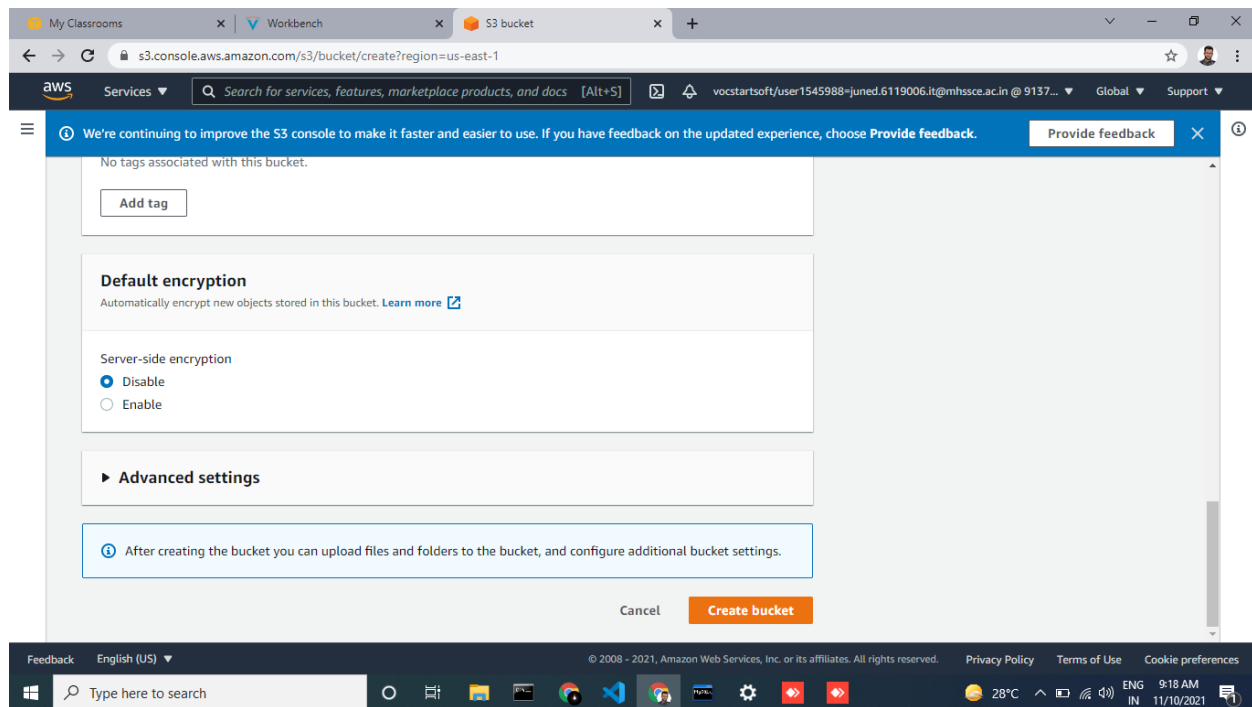 My Classrooms
Workbench
S3 bucket
s3.console.aws.amazon.com/s3/bucket/create?region=us-east-1
aws
Services
Search for services, features, marketplace products, and docs [Alt+S]
vocstartsoft/user1545988=juned.6119006.it@mhssce.ac.in @ 9137...
Global
Support
We're continuing to improve the S3 console to make it faster and easier to use. If you have feedback on the updated experience, choose Provide feedback.
Provide feedback
No tags associated with this bucket.
Add tag
Default encryption
Automatically encrypt new objects stored in this bucket. Learn more
Server-side encryption
Disable
Enable
Advanced settings
After creating the bucket you can upload files and folders to the bucket, and configure additional bucket settings.
Cancel
Create bucket
Feedback
English (US)
© 2008 - 2021, Amazon Web Services, Inc. or its affiliates. All rights reserved.
Privacy Policy
Terms of Use
Cookie preferences
Type here to search
28°C
ENG
IN
9:18 AM
11/10/2021
1